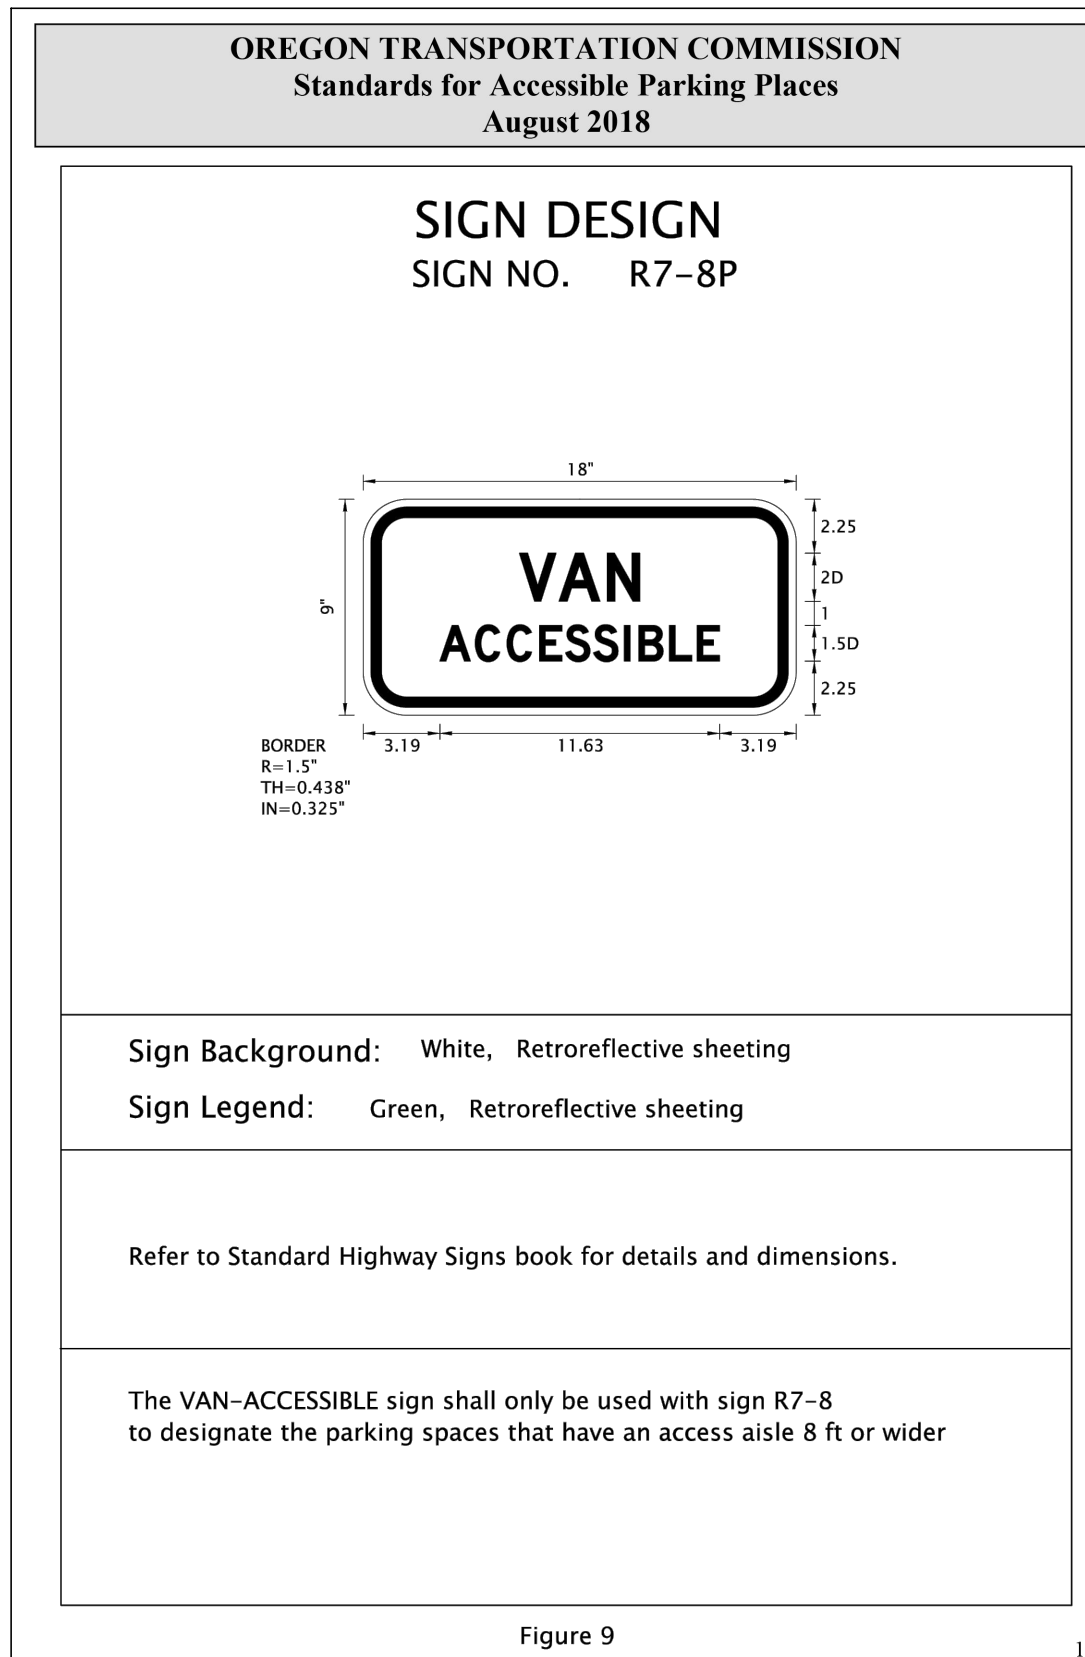 OREGON TRANSPORTATION COMMISSION
Standards for Accessible Parking Places
August 2018
SIGN DESIGN
SIGN NO. R7-8P
18"
9"
VAN
ACCESSIBLE
2.25
2D
1
1.5D
2.25
3.19 11.63 3.19
BORDER
R=1.5"
TH=0.438"
IN=0.325"
Sign Background: White, Retroreflective sheeting
Sign Legend: Green, Retroreflective sheeting
Refer to Standard Highway Signs book for details and dimensions.
The VAN-ACCESSIBLE sign shall only be used with sign R7-8
to designate the parking spaces that have an access aisle 8 ft or wider
Figure 9